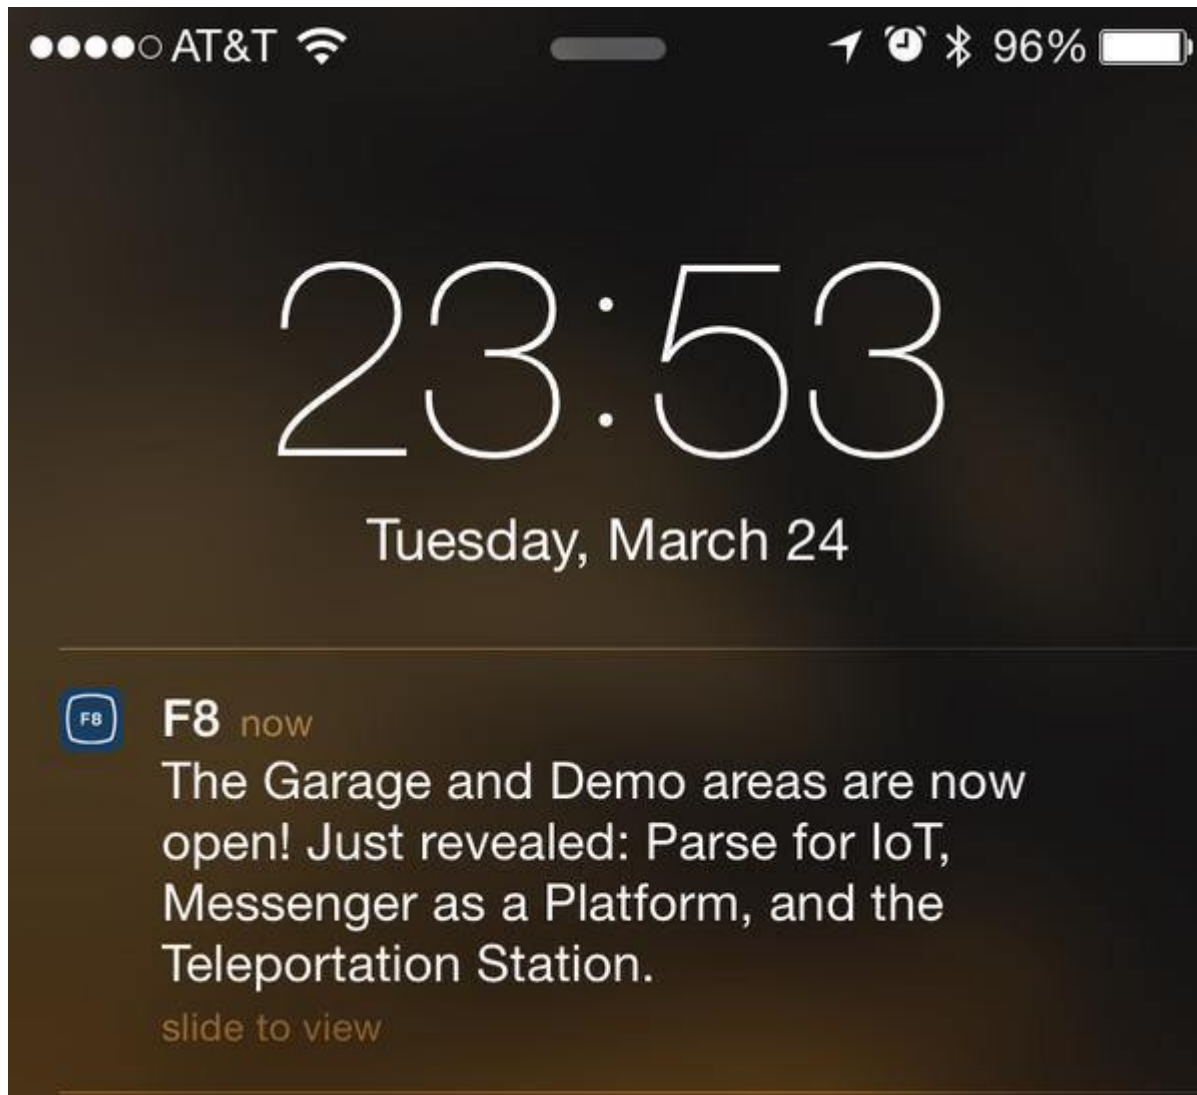 AT&T 96%
23:53
Tuesday, March 24
F8
F8 now
The Garage and Demo areas are now
open! Just revealed: Parse for IoT,
Messenger as a Platform, and the
Teleportation Station.
slide to view